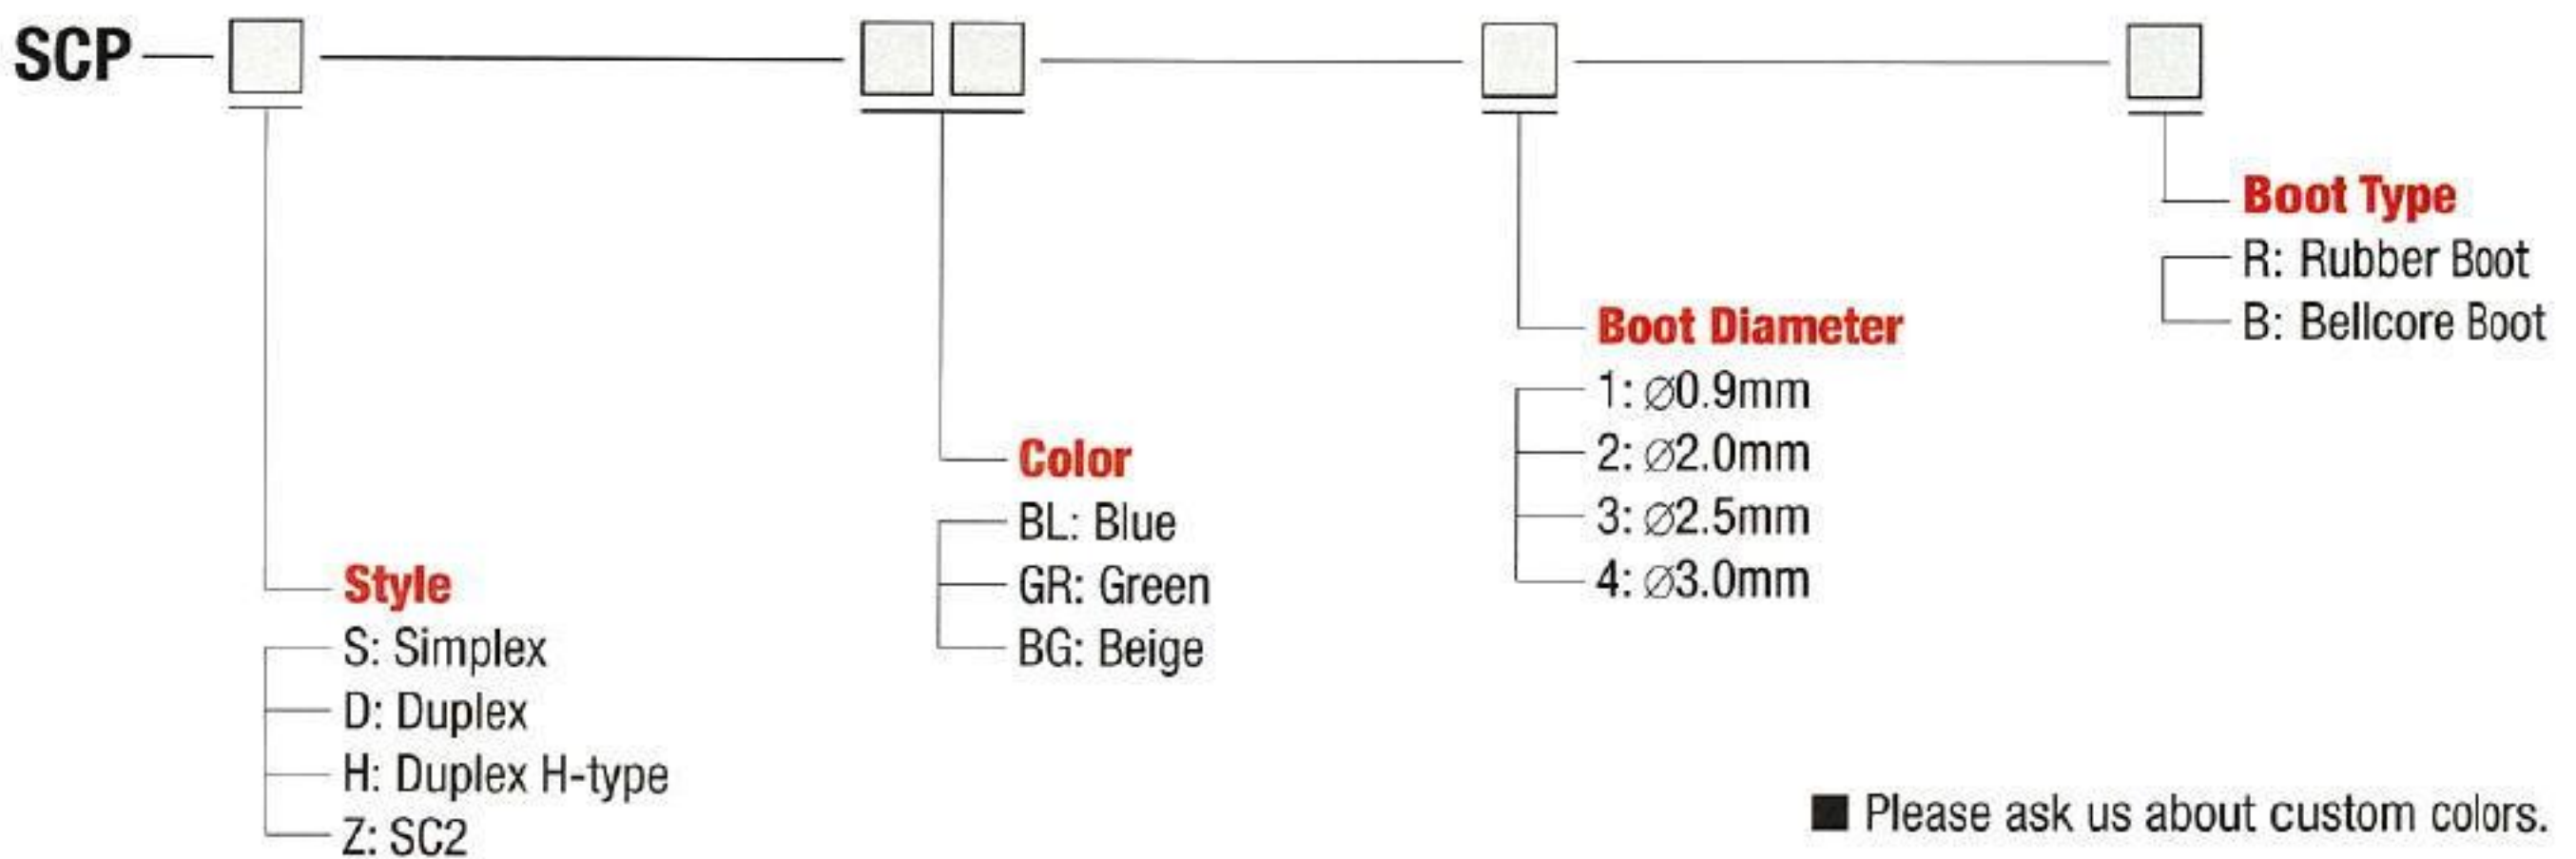 SCP
Boot Type
R: Rubber Boot
B: Bellcore Boot
Boot Diameter
1: ∅0.9mm
2: ∅2.0mm
3: ∅2.5mm
4: ∅3.0mm
Color
BL: Blue
GR: Green
BG: Beige
Style
S: Simplex
D: Duplex
H: Duplex H-type
Z: SC2
■ Please ask us about custom colors.